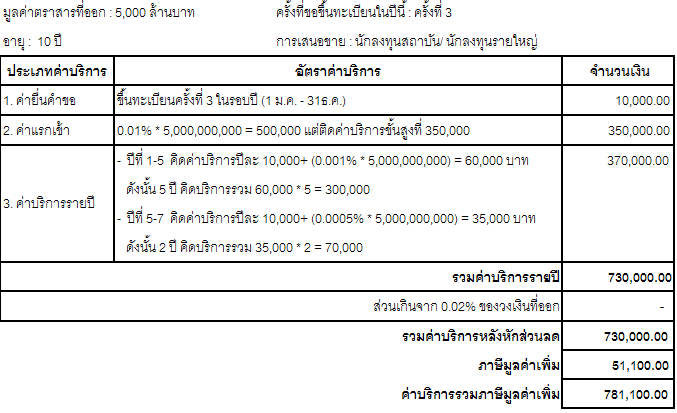 มูลค่าตราสารที่ออก : 5,000 ล้านบาท ครั้งที่ขอขึ้นทะเบียนในปีนี้ : ครั้งที่ 3
อายุ : 10 ปี การเสนอขาย : นักลงทุนสถาบัน/ นักลงทุนรายใหญ่
ประเภทค่าบริการ อัตราค่าบริการ จำนวนเงิน
1. ค่ายื่นคำขอ ขึ้นทะเบียนครั้งที่ 3 ในรอบปี (1 ม.ค. - 31ธ.ค.) 10,000.00
2. ค่าแรกเข้า 0.01% * 5,000,000,000 = 500,000 แต่ติดค่าบริการขั้นสูงที่ 350,000 350,000.00
3. ค่าบริการรายปี - ปีที่ 1-5 คิดค่าบริการปีละ 10,000+ (0.001% * 5,000,000,000) = 60,000 บาท 370,000.00
ดังนั้น 5 ปี คิดบริการรวม 60,000 * 5 = 300,000
- ปีที่ 5-7 คิดค่าบริการปีละ 10,000+ (0.0005% * 5,000,000,000) = 35,000 บาท
ดังนั้น 2 ปี คิดบริการรวม 35,000 * 2 = 70,000
รวมค่าบริการรายปี 730,000.00
ส่วนเกินจาก 0.02% ของวงเงินที่ออก -
รวมค่าบริการหลังหักส่วนลด 730,000.00
ภาษีมูลค่าเพิ่ม 51,100.00
ค่าบริการรวมภาษีมูลค่าเพิ่ม 781,100.00